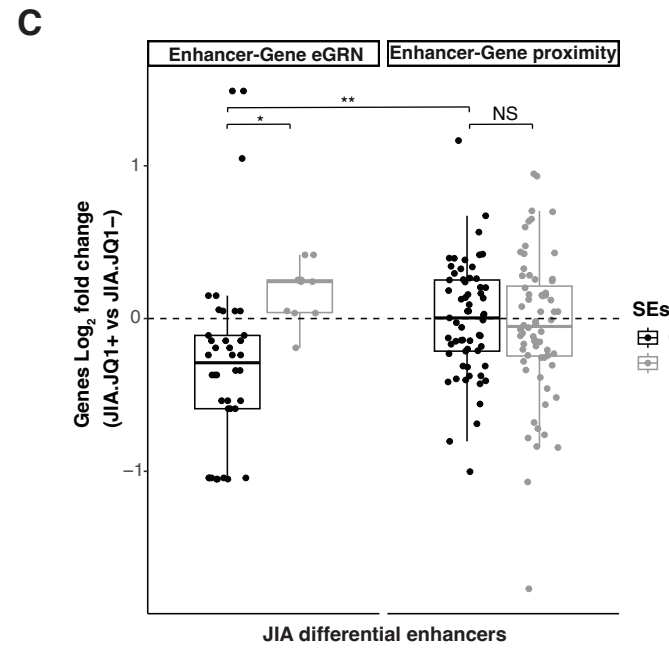 C
Enhancer-Gene eGRN
Enhancer-Gene proximity
**
*
NS
1
0
−1
Genes Log2 fold change
(JIA.JQ1+ vs JIA.JQ1−)
SEs
JIA differential enhancers